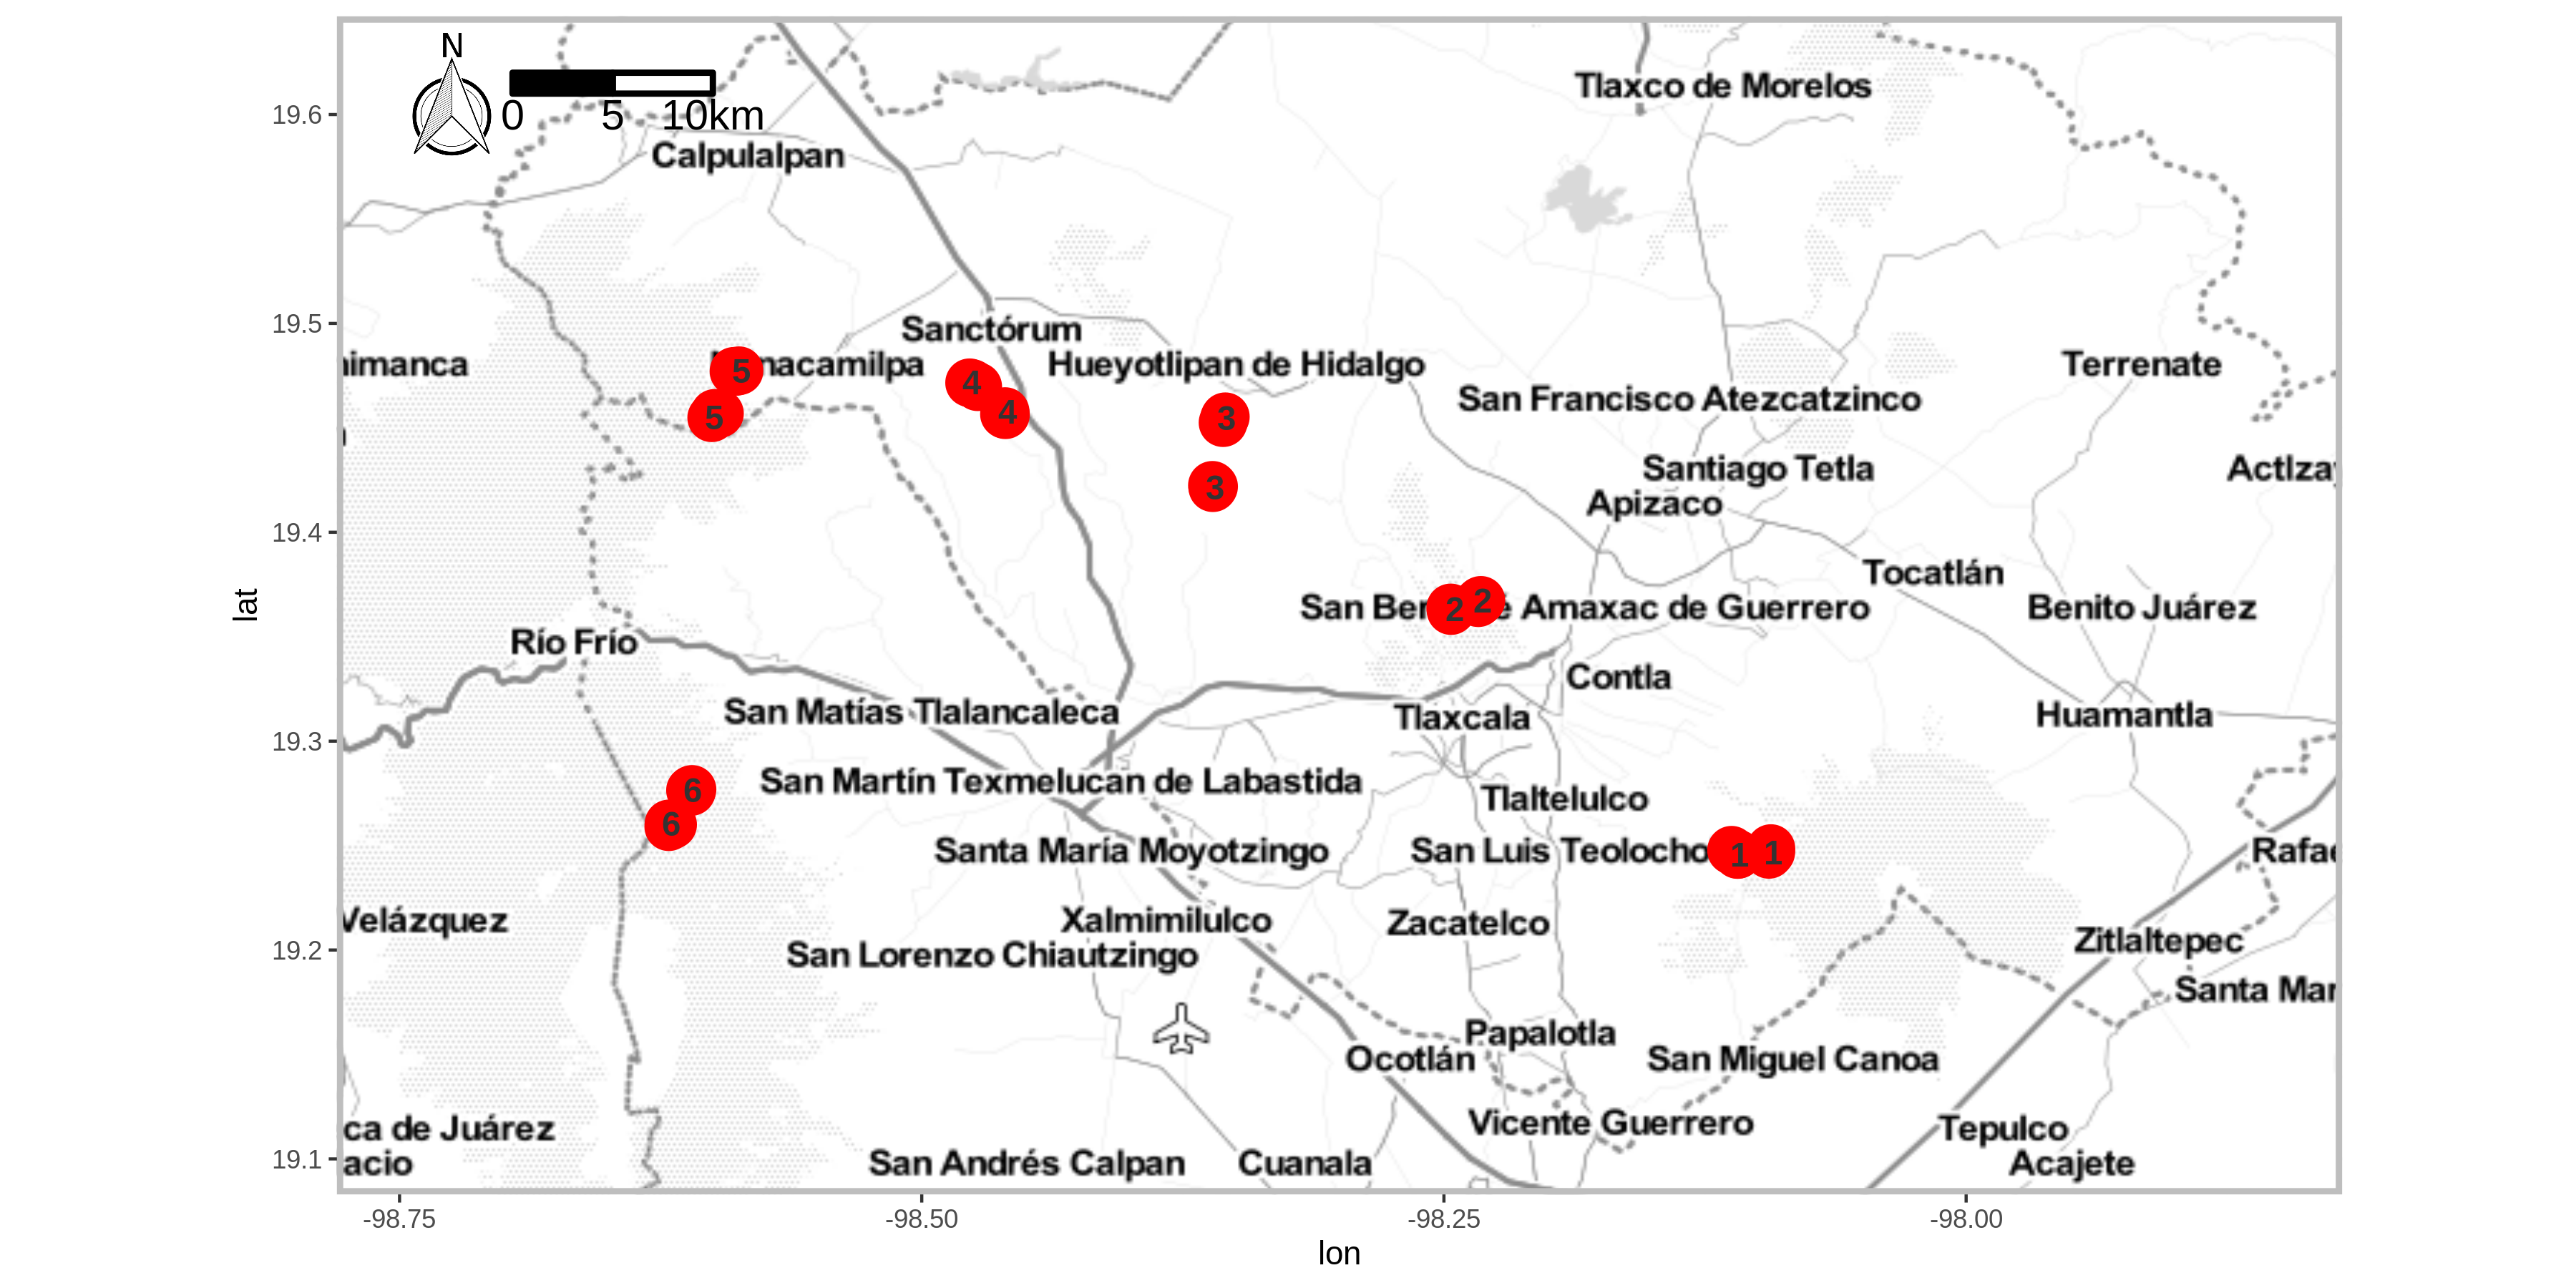 N
0 5 10km
Tlaxco de Morelos
19.6
Calpulalpan
19.5
Sanctórum
nimanca
5
nacamilpa
Hueyotlipan de Hidalgo
Terrenate
4
San Francisco Atezcatzinco
5
4
3
Santiago Tetla
Actlza
3
Apizaco
19.4
Tocatlán
San Ber
2
2
é Amaxac de Guerrero
Benito Juárez
lat
Río Frío
Contla
San Matías Tlalancaleca
Tlaxcala
Huamantla
19.3
San Martín Texmelucan de Labastida
6
Tlaltelulco
6
Santa María Moyotzingo
San Luis Teolocho
1
1
Rafae
Velázquez
Xalmimilulco
Zacatelco
19.2
San Lorenzo Chiautzingo
Zitlaltepec
Santa Mar
Papalotla
Ocotlán
San Miguel Canoa
Vicente Guerrero
ca de Juárez
Tepulco
19.1
acio
San Andrés Calpan
Cuanala
Acajete
-98.75
-98.50
-98.25
-98.00
lon